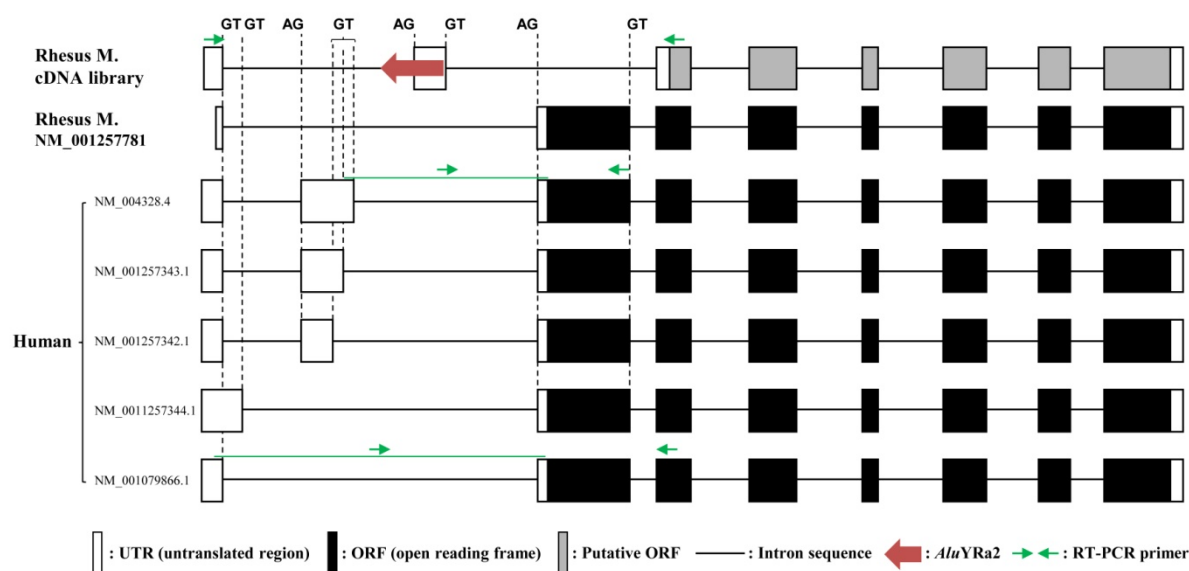 GT GT AG GT AG GT AG GT
Rhesus M.
cDNA library
Rhesus M.
NM_001257781
NM_004328.4
NM_001257343.1
Human
NM_001257342.1
NM_0011257344.1
NM_001079866.1
: UTR (untranslated region) : ORF (open reading frame) : Putative ORF : Intron sequence : AluYRa2 : RT-PCR primer